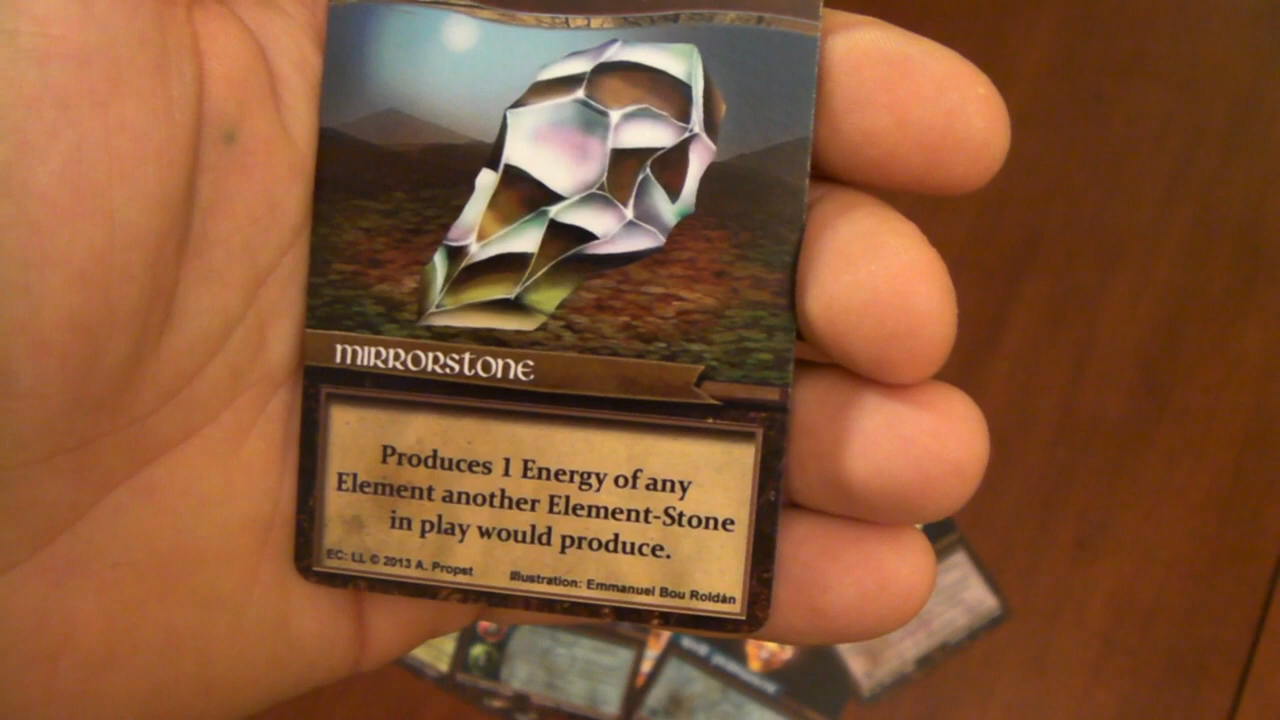 MIRRORSTONE
Produces 1 Energy of any
Element another Element-Stone
in play would produce.
EC: LL © 2013 A. Propst Illustration: Emmanuel Bou Roldán